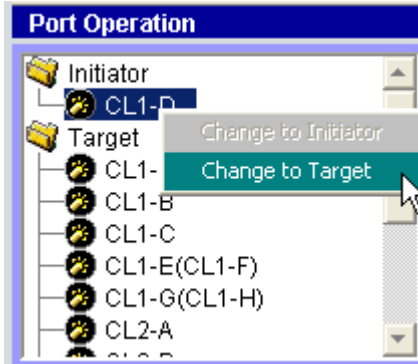 Port Operation
Initiator
CL1-D
Change to Initiator
Target
Change to Target
CL1-
CL1-B
CL1-C
CL1-E(CL1-F)
CL1-G(CL1-H)
CL2-A